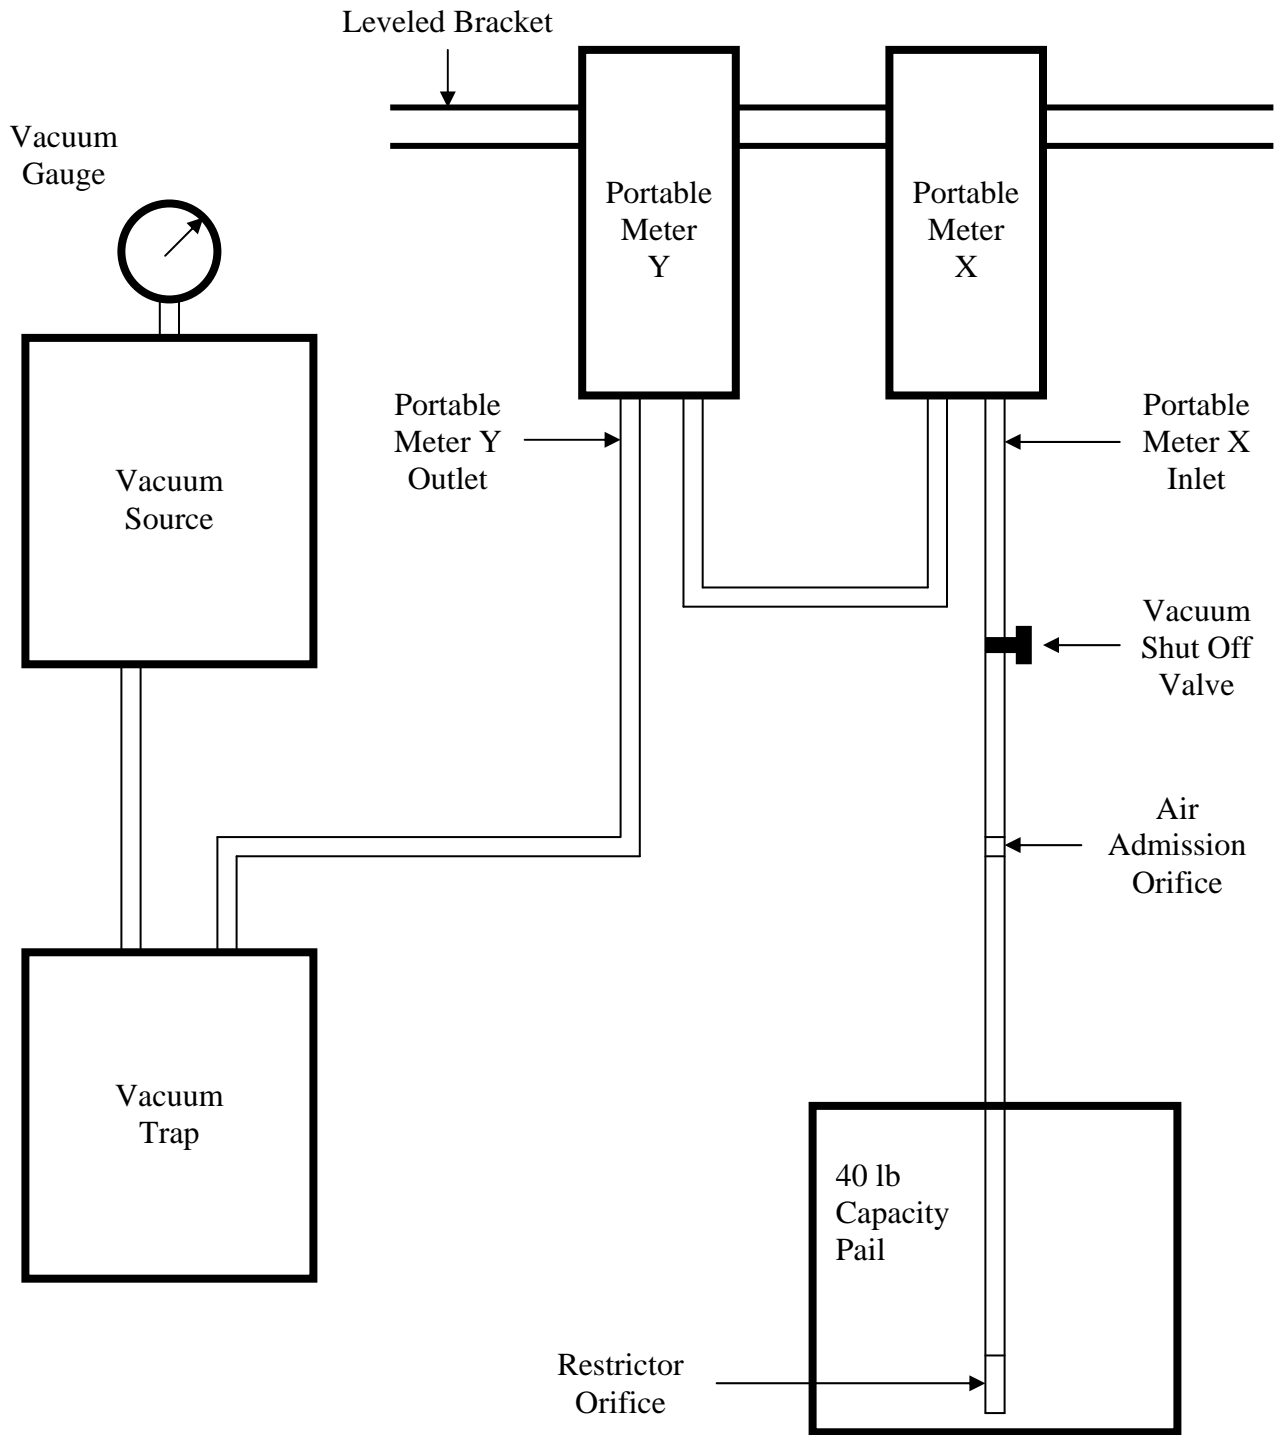 Leveled Bracket
Vacuum
Gauge
Portable
Meter
Y
Portable
Meter
X
Portable
Meter Y
Outlet
Portable
Meter X
Inlet
Vacuum
Source
Vacuum
Shut Off
Valve
Air
Admission
Orifice
Vacuum
Trap
40 lb
Capacity
Pail
Restrictor
Orifice